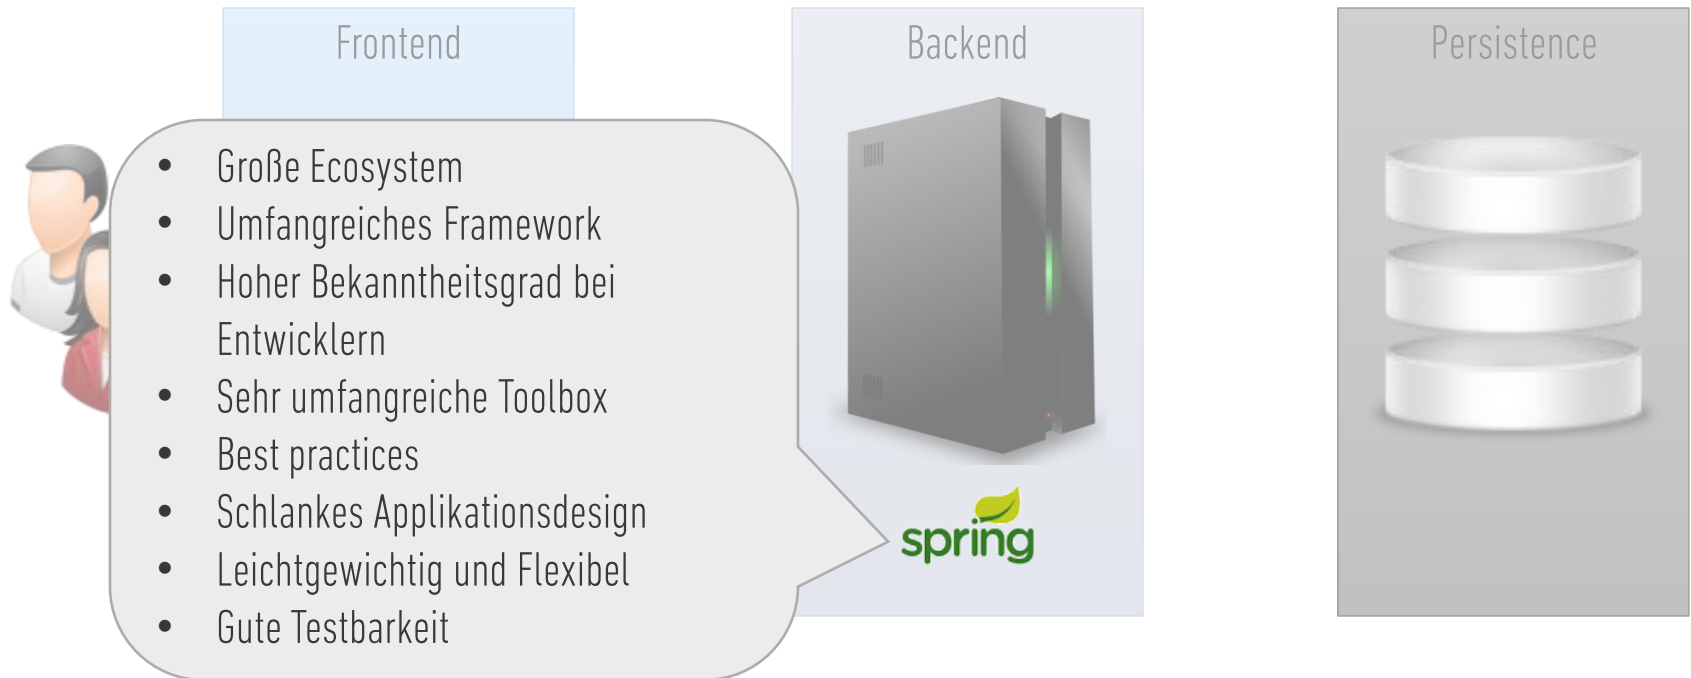 Frontend
Backend
Persistence
• Große Ecosystem
• Umfangreiches Framework
• Hoher Bekanntheitsgrad bei
Entwicklern
• Sehr umfangreiche Toolbox
• Best practices
• Schlankes Applikationsdesign
• Leichtgewichtig und Flexibel
• Gute Testbarkeit
spring